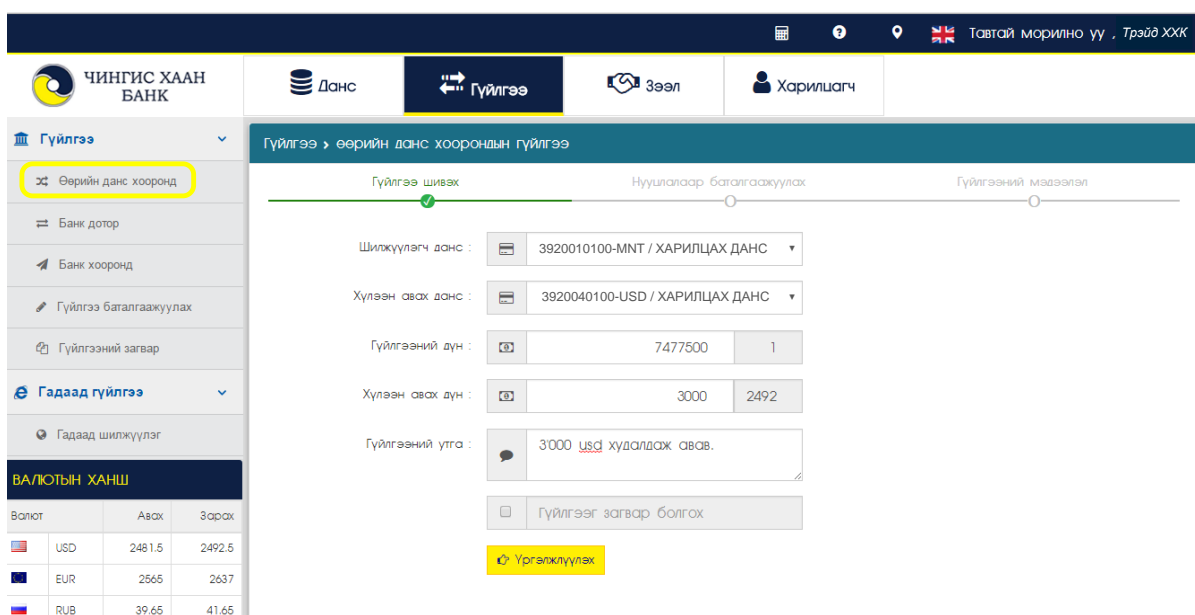 Тавтай морилно уу , Трэйд ХХК
ЧИНГИС ХААН
БАНК
Данс
Гүйлгээ
Зээл
Харилцагч
Гүйлгээ
Өөрийн данс хооронд
Банк дотор
Банк хооронд
Гүйлгээ баталгаажуулах
Гүйлгээний загвар
Гадаад гүйлгээ
Гадаад шилжүүлэг
ВАЛЮТЫН ХАНШ
Валют Авах Зарах
USD 2481.5 2492.5
EUR 2565 2637
RUB 39.65 41.65
Гүйлгээ › өөрийн данс хоорондын гүйлгээ
Гүйлгээ шивэх Нууцлалаар баталгаажуулах Гүйлгээний мэдээлэл
Шилжүүлэгч данс : 3920010100-MNT / ХАРИЛЦАХ ДАНС
Хүлээн авах данс : 3920040100-USD / ХАРИЛЦАХ ДАНС
Гүйлгээний дүн : 7477500 1
Хүлээн авах дүн : 3000 2492
Гүйлгээний утга : 3'000 usd худалдаж авав.
Гүйлгээг загвар болгох
Үргэлжлүүлэх